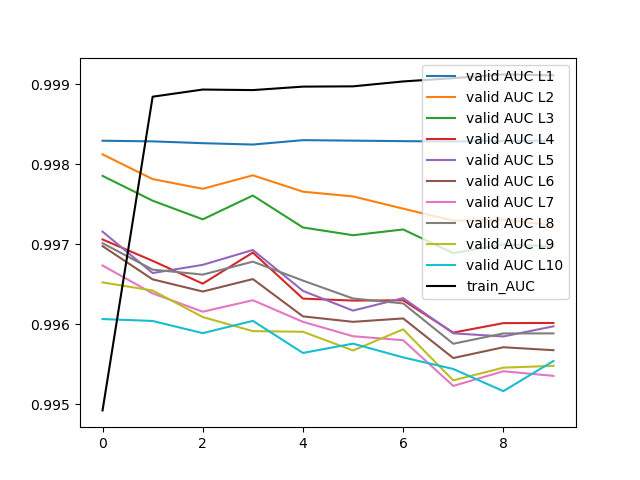 0.999
0.998
0.997
0.996
0.995
0
2
4
6
8
valid AUC L1
valid AUC L2
valid AUC L3
valid AUC L4
valid AUC L5
valid AUC L6
valid AUC L7
valid AUC L8
valid AUC L9
valid AUC L10
train_AUC